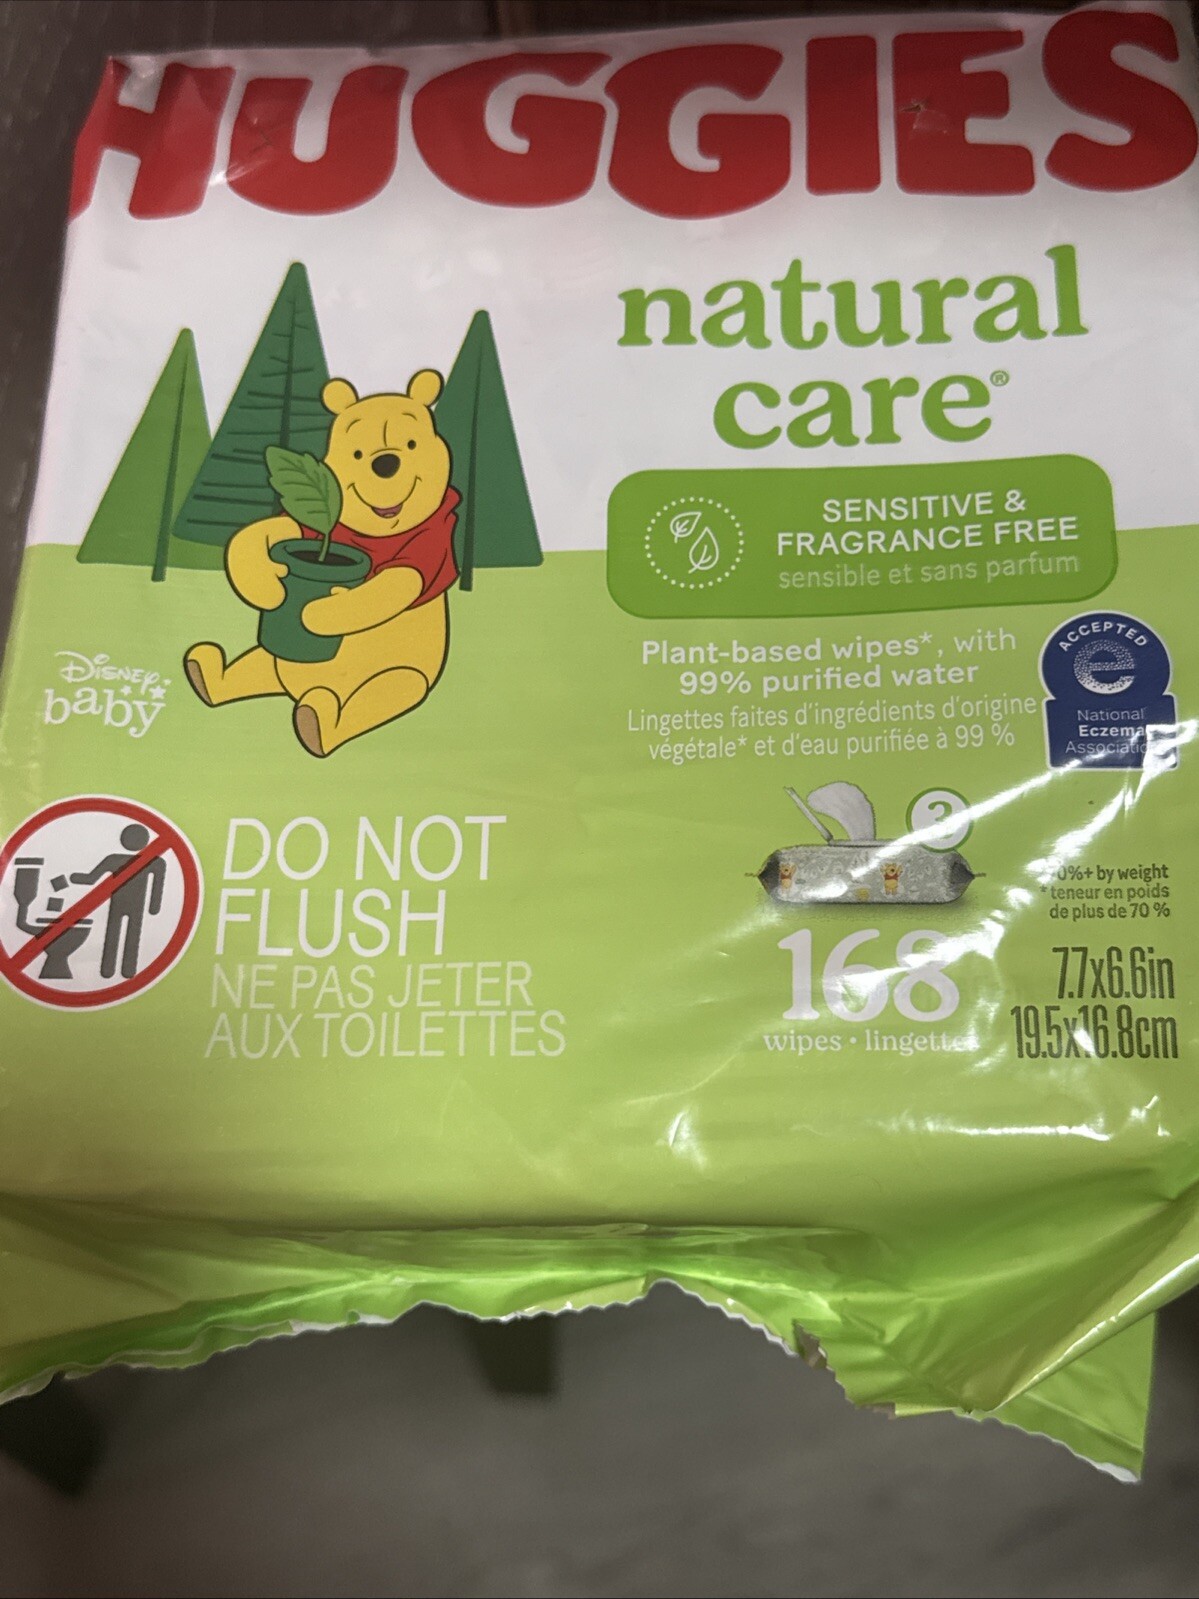 HUGGIES
natural
care®
SENSITIVE &
FRAGRANCE FREE
sensible et sans parfum
Plant-based wipes*, with
99% purified water
Lingettes faites d'ingrédients d'origine
végétale* et d'eau purifiée à 99 %
ACCEPTED
e
National
Eczema
Disney
baby
DO NOT
FLUSH
NE PAS JETER
AUX TOILETTES
3
168
wipes •
by weight
*teneur en poids
de plus de 70 %
7.7x6.6in
19.5x16.8cm